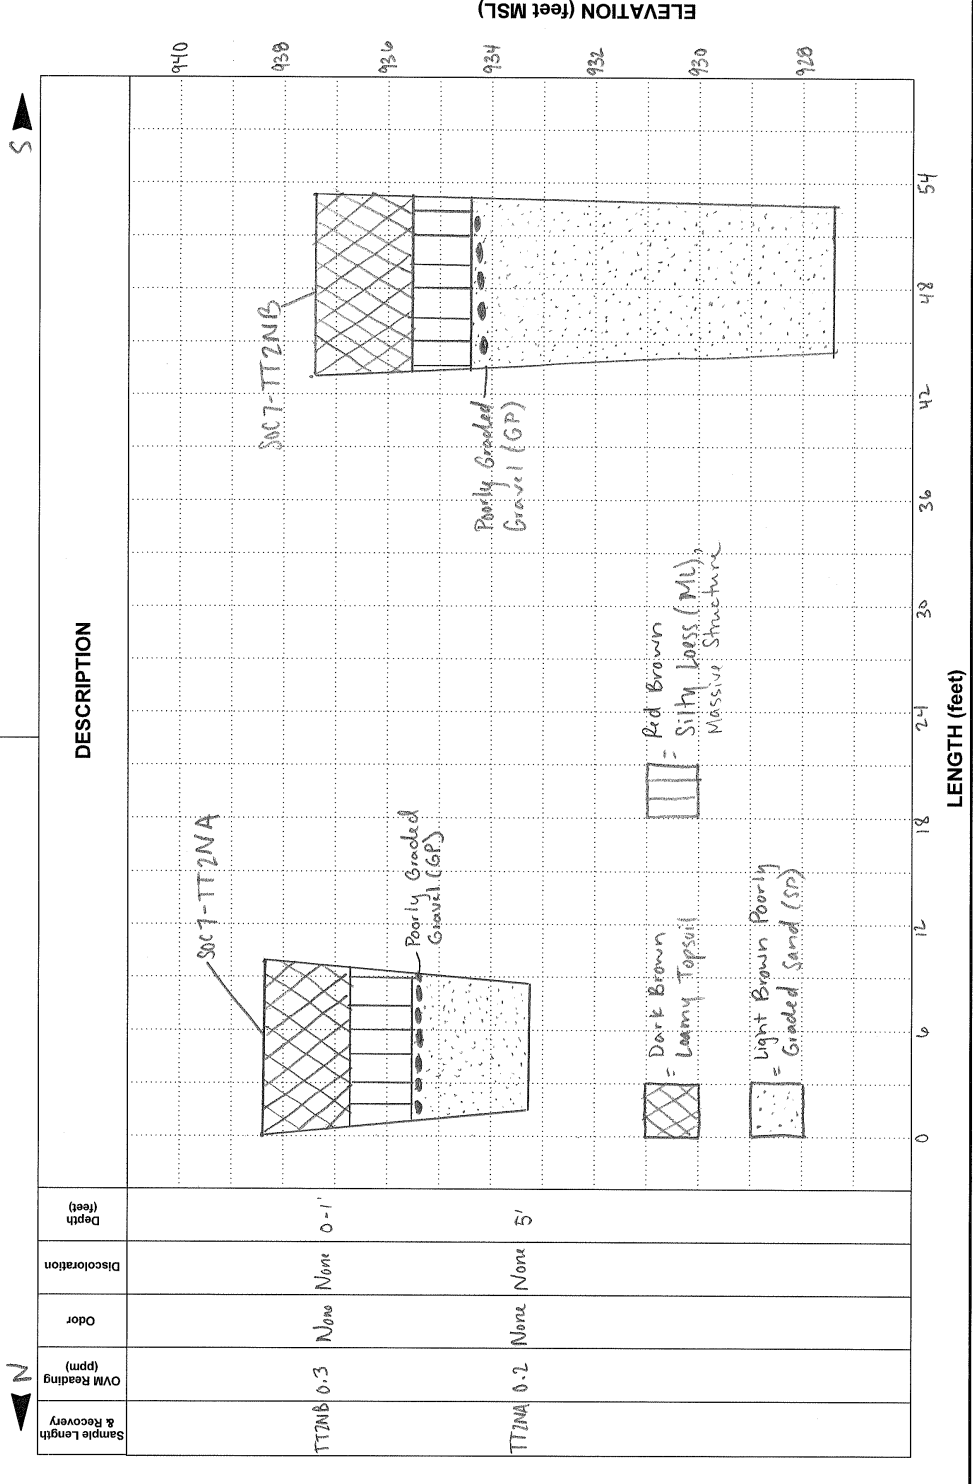 N
S
Sample Length
& Recovery
OVM Reading
(ppm)
Odor
Discoloration
Depth
(feet)
DESCRIPTION
TT2NB 0.3 None None 0-1'
TT2NA 0.2 None None 5'
SOC7-TT2NA
Poorly Graded
Gravel (GP)
SOC7-TT2NB
Poorly Graded
Gravel (GP)
= Dark Brown
Loamy Topsoil
= Red Brown
Silty Loess (ML),
Massive Structure
= Light Brown Poorly
Graded Sand (SP)
940
938
936
934
932
930
928
ELEVATION (feet MSL)
0 6 12 18 24 30 36 42 48 54
LENGTH (feet)